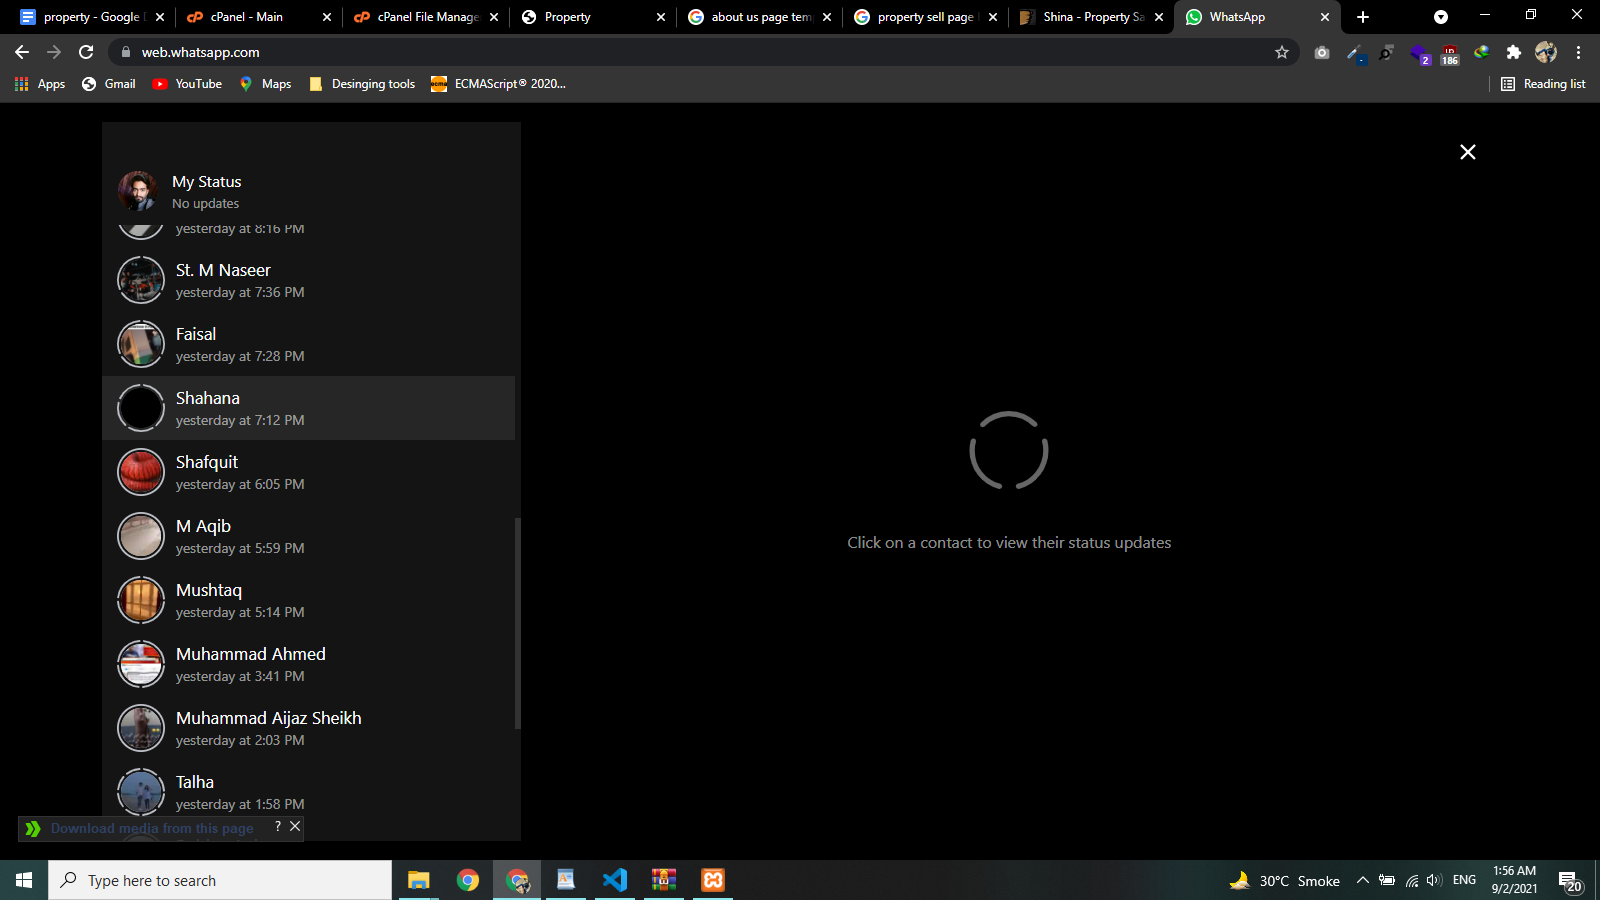 property - Google
cPanel - Main
cPanel File Manage
Property
about us page tem
property sell page
Shina - Property Sa
WhatsApp
web.whatsapp.com
2
186
Apps
Gmail
YouTube
Maps
Desinging tools
ECMAScript® 2020...
Reading list
My Status
No updates
yesterday at 8:16 PM
St. M Naseer
yesterday at 7:36 PM
Faisal
yesterday at 7:28 PM
Shahana
yesterday at 7:12 PM
Shafquit
yesterday at 6:05 PM
M Aqib
yesterday at 5:59 PM
Mushtaq
yesterday at 5:14 PM
Muhammad Ahmed
yesterday at 3:41 PM
Muhammad Aijaz Sheikh
yesterday at 2:03 PM
Talha
yesterday at 1:58 PM
Click on a contact to view their status updates
Download media from this page ?
Type here to search
30°C Smoke
ENG
1:56 AM
9/2/2021
20